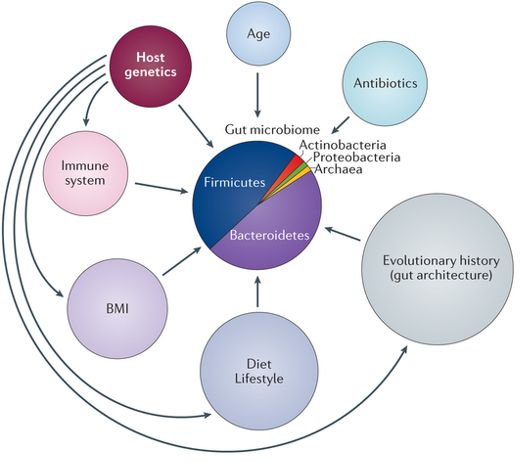 Host
genetics
Age
Antibiotics
Gut microbiome
Actinobacteria
Proteobacteria
Archaea
Immune
system
Firmicutes
Bacteroidetes
Evolutionary history
(gut architecture)
BMI
Diet
Lifestyle